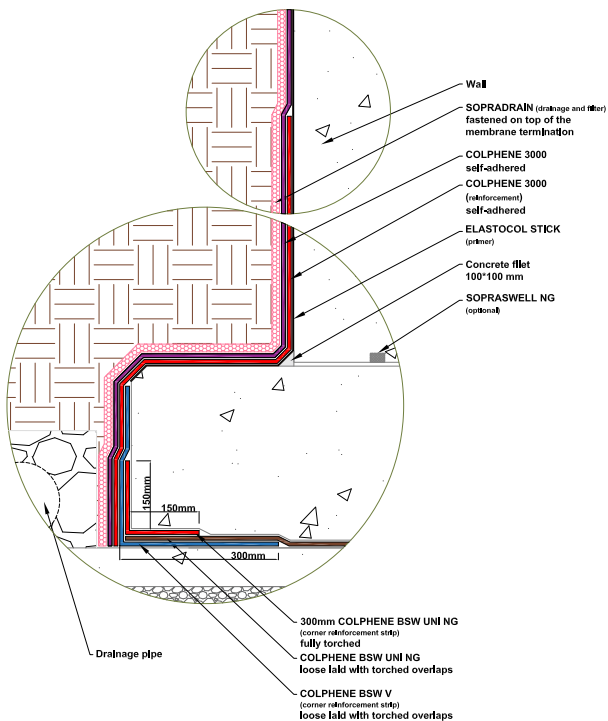 Wall
SOPRADRAIN (drainage and filter)
fastened on top of the
membrane termination
COLPHENE 3000
self-adhered
COLPHENE 3000
(reinforcement)
self-adhered
ELASTOCOL STICK
(primer)
Concrete fillet
100*100 mm
SOPRASWELL NG
(optional)
150mm
150mm
300mm
300mm COLPHENE BSW UNI NG
(corner reinforcement strip)
fully torched
Drainage pipe
COLPHENE BSW UNI NG
loose laid with torched overlaps
COLPHENE BSW V
(corner reinforcement strip)
loose laid with torched overlaps